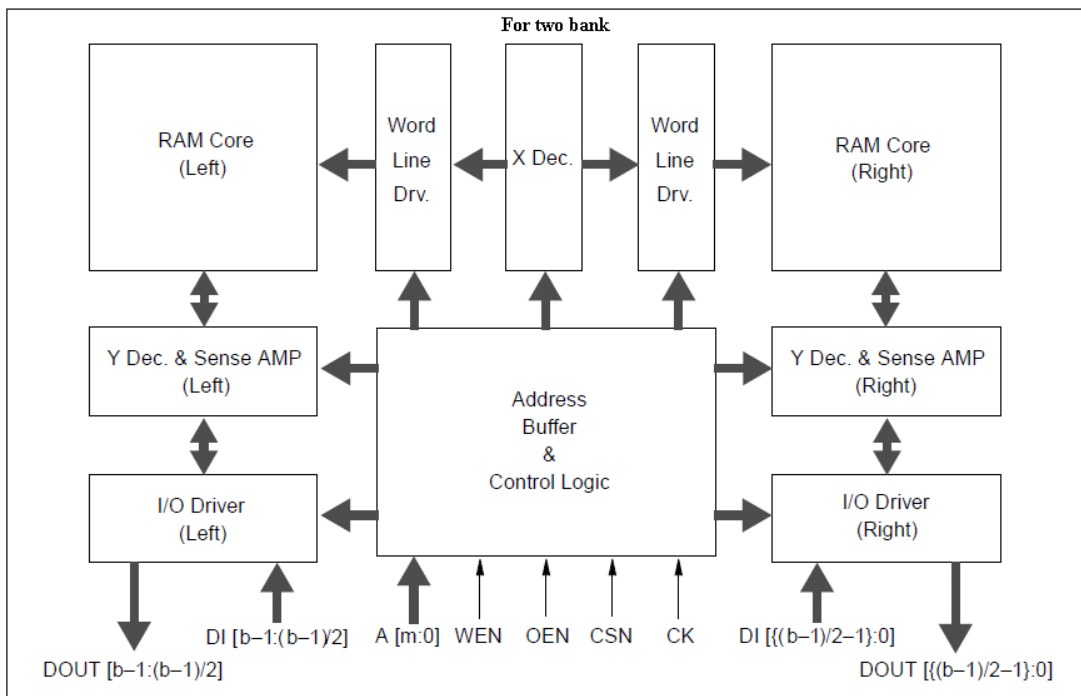 For two bank
RAM Core
(Left)
Word
Line
Drv.
X Dec.
Word
Line
Drv.
RAM Core
(Right)
Y Dec. & Sense AMP
(Left)
Address
Buffer
&
Control Logic
Y Dec. & Sense AMP
(Right)
I/O Driver
(Left)
I/O Driver
(Right)
DI [b–1:(b–1)/2]
A [m:0]
WEN
OEN
CSN
CK
DI [{(b–1)/2–1}:0]
DOUT [b–1:(b–1)/2]
DOUT [{(b–1)/2–1}:0]